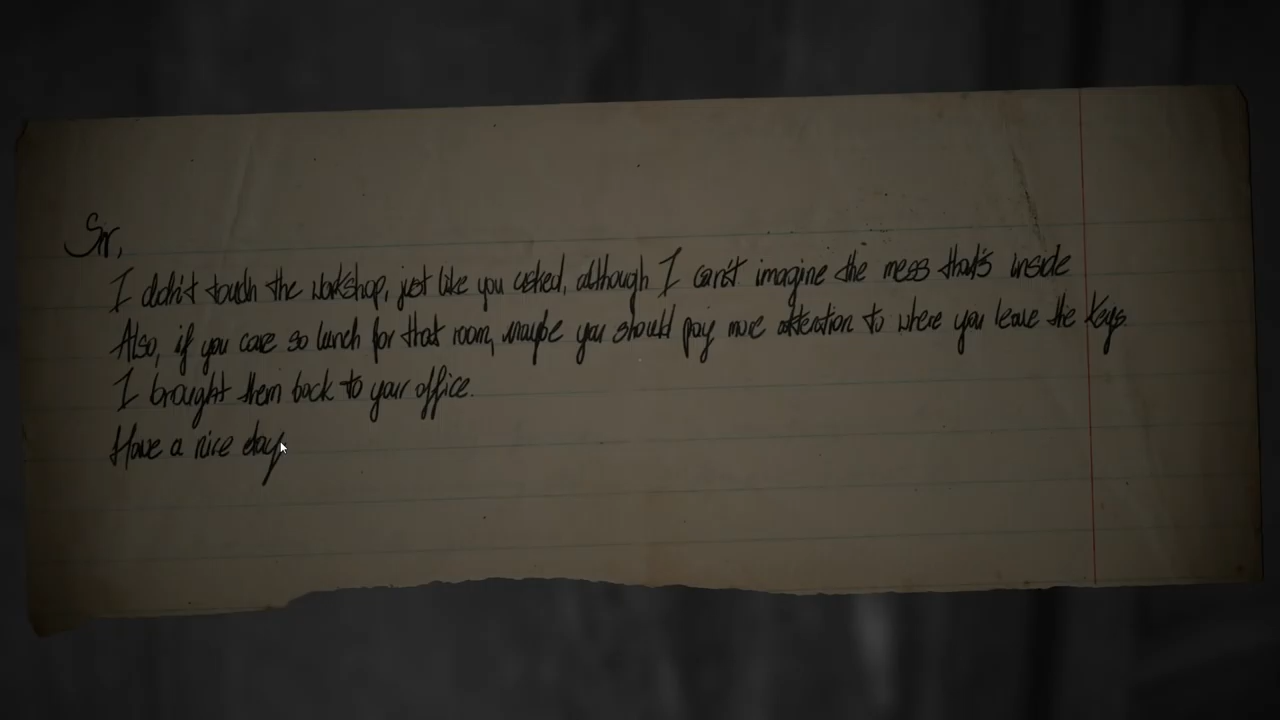 Sir,
I didn't touch the workshop, just like you asked, although I can't imagine the mess that's inside
Also, if you care so much for that room, maybe you should pay more attention to where you leave the keys.
I brought them back to your office.
Have a nice day